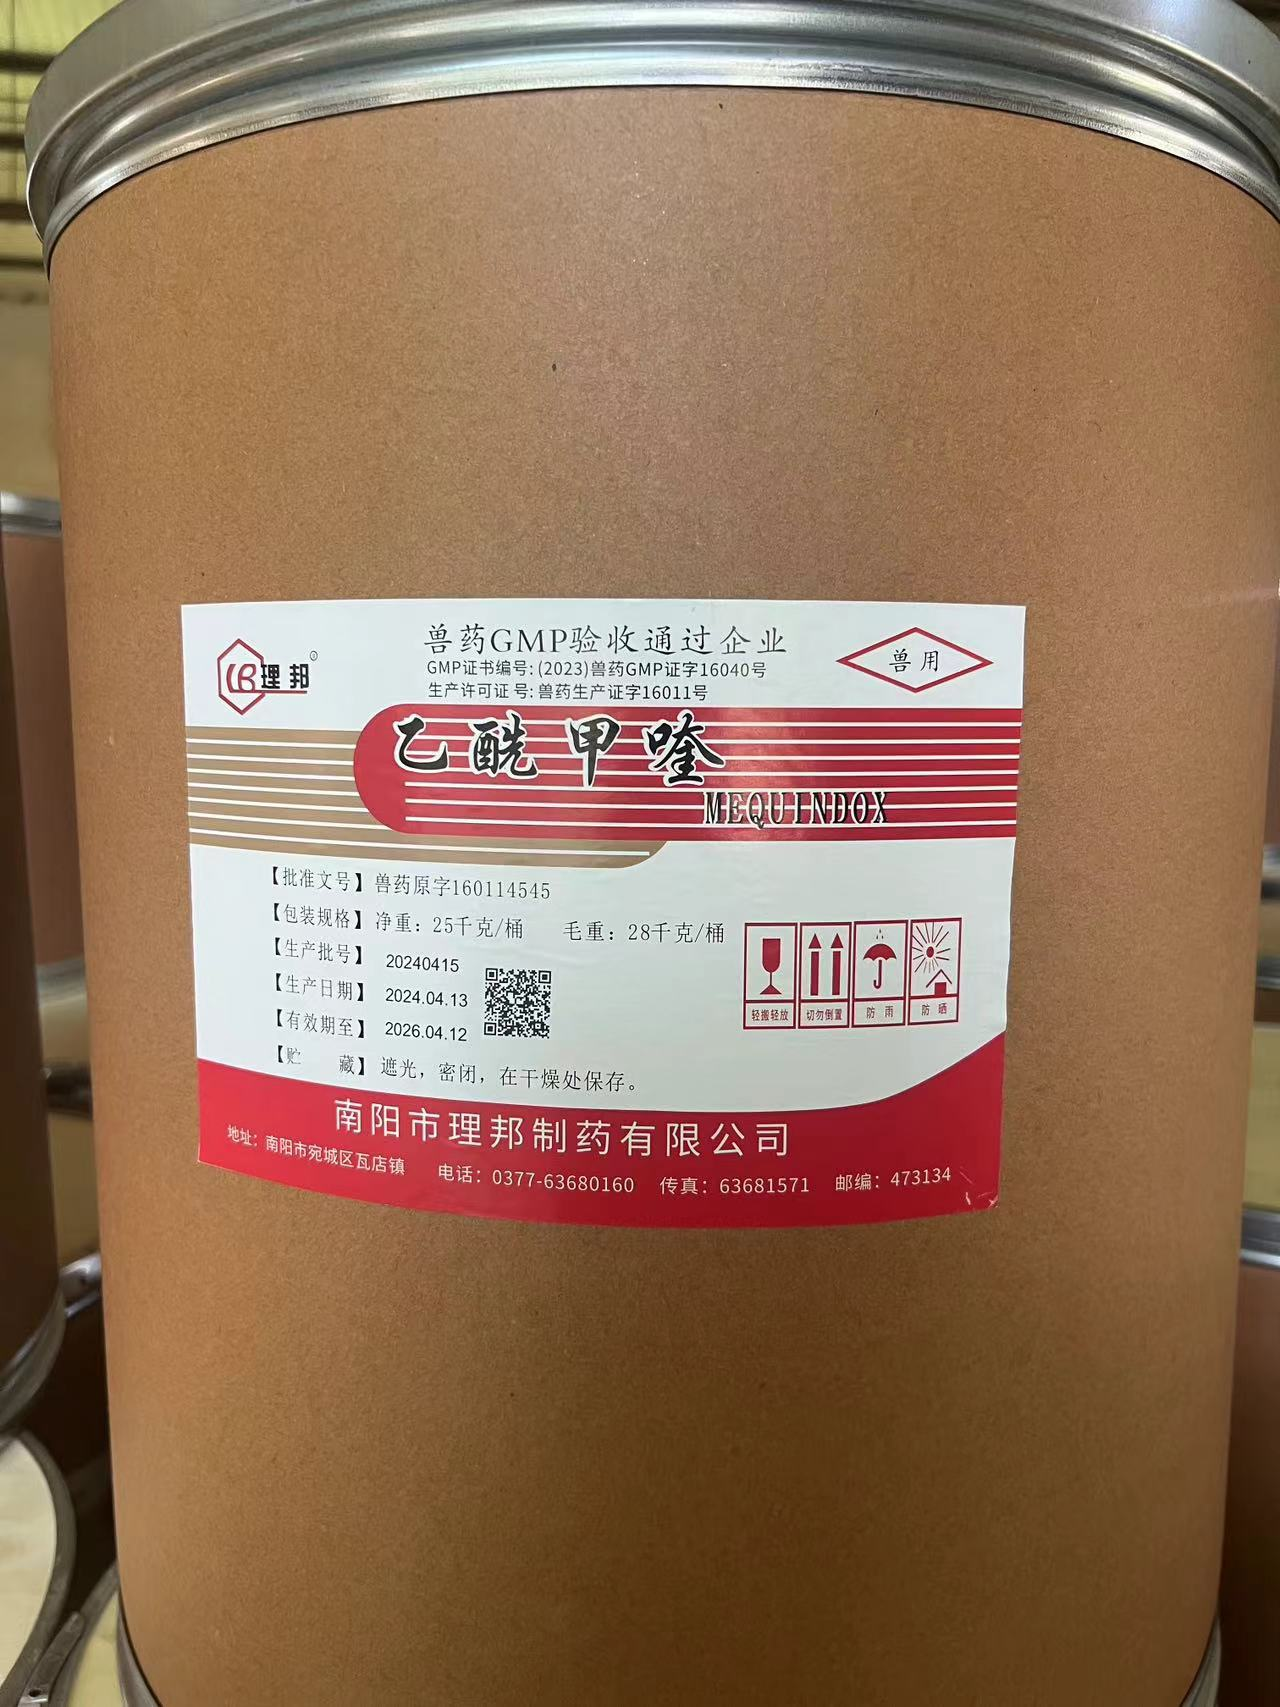 兽药GMP验收通过企业
GMP证书编号: (2023)兽药GMP证字16040号
生产许可证 号: 兽药生产证字16011号
LB理邦®
兽用
乙酰甲喹
MEQUINDOX
【批准文号】兽药原字160114545
【包装规格】净重：25千克/桶 毛重：28千克/桶
【生产批号】 20240415
【生产日期】 2024.04.13
【有效期至】 2026.04.12
【贮 藏】遮光，密闭，在干燥处保存。
轻搬轻放 切勿倒置 防 雨 防 晒
南阳市理邦制药有限公司
地址：南阳市宛城区瓦店镇 电话：0377-63680160 传真：63681571 邮编：473134